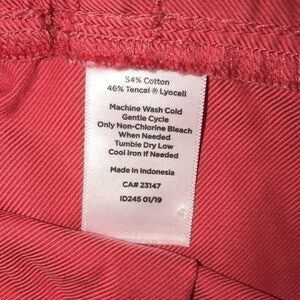 54% Cotton
46% Tencel ® Lyocell
Machine Wash Cold
Gentle Cycle
Only Non-Chlorine Bleach
When Needed
Tumble Dry Low
Cool Iron If Needed
Made in Indonesia
CA# 23147
ID245 01/19